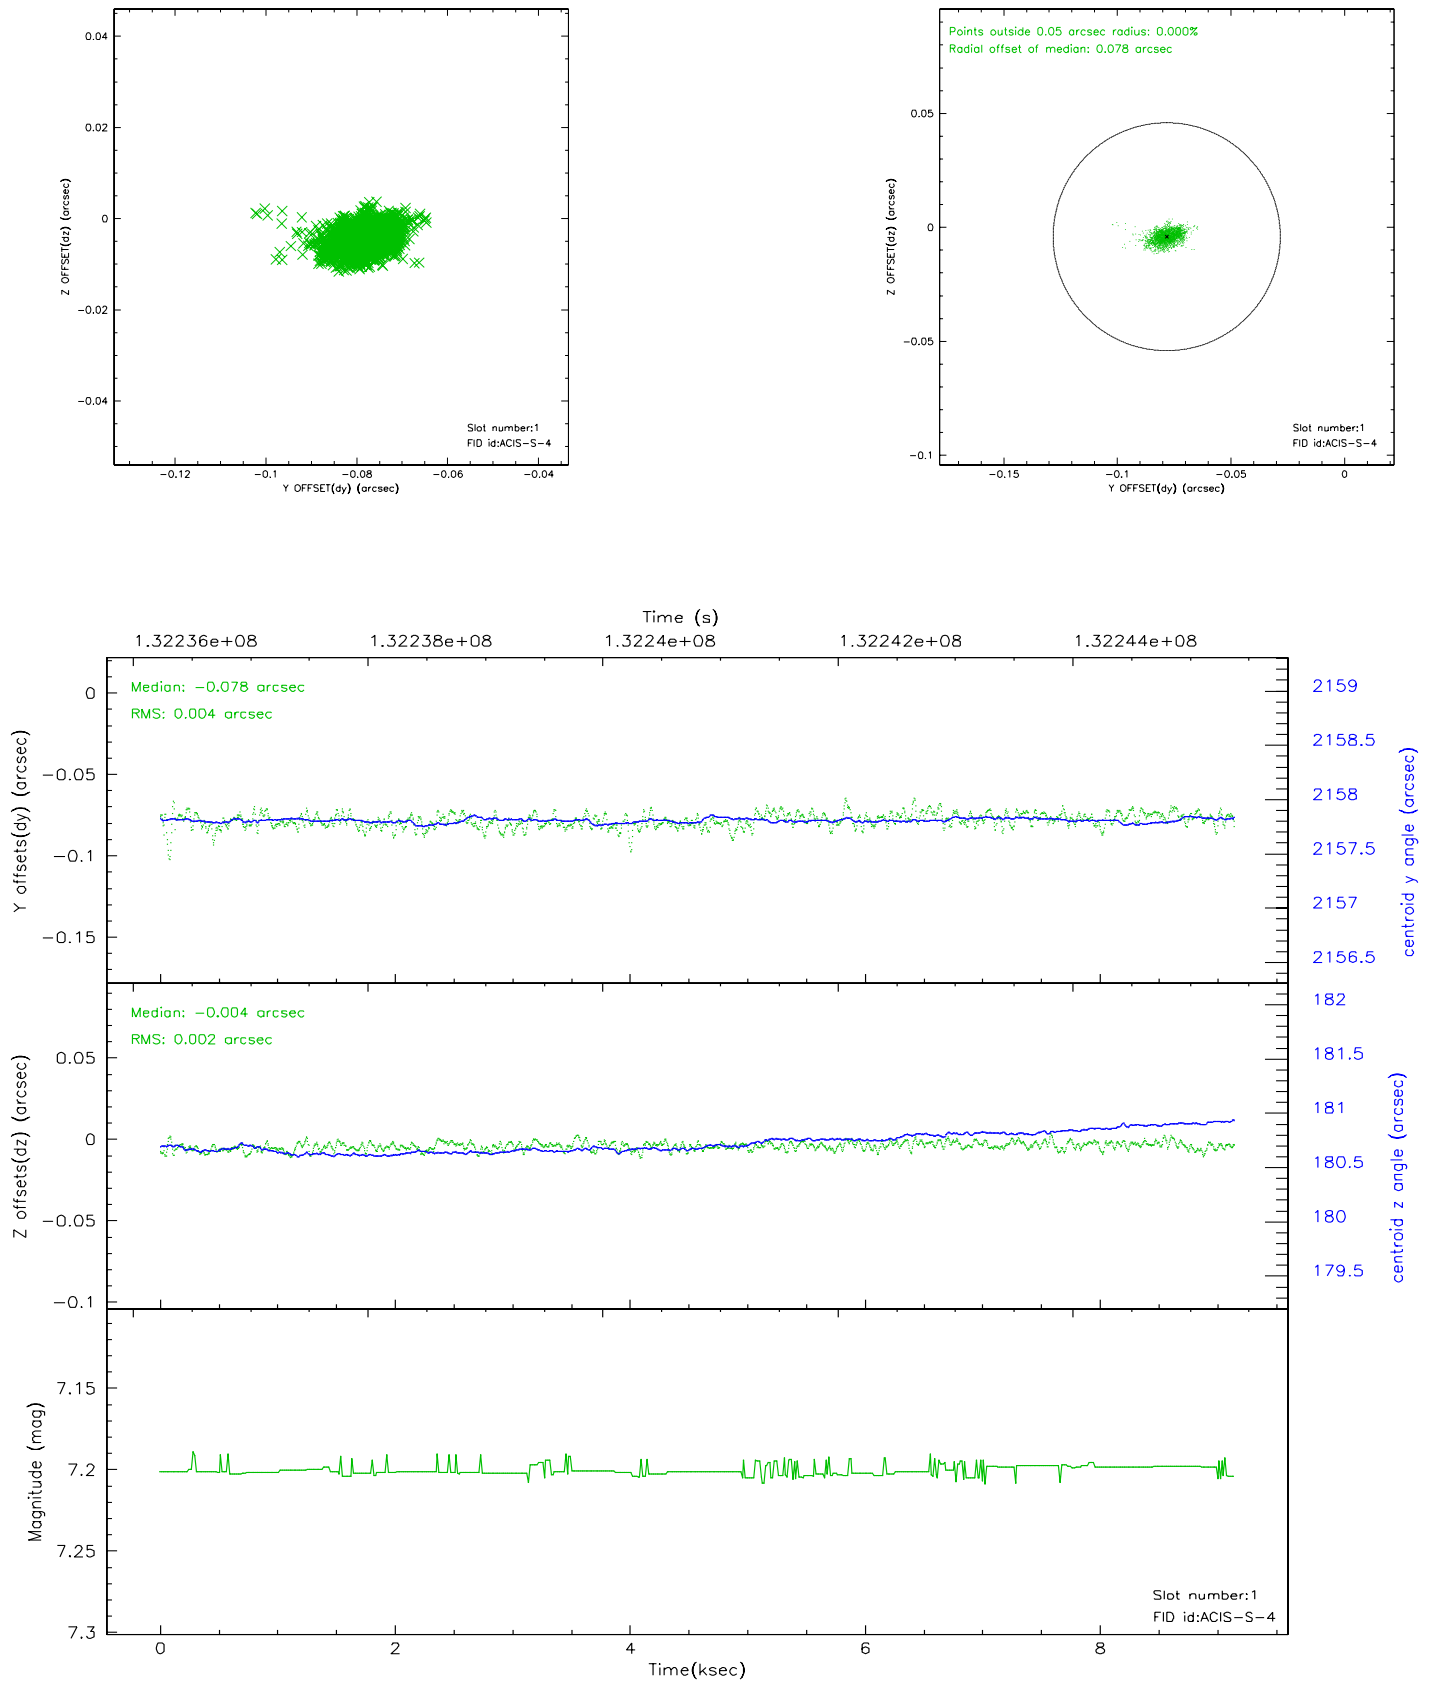 0.04
0.02
0
-0.02
-0.04
Z OFFSET(dz) (arcsec)
Slot number:1
FID id:ACIS-S-4
-0.12
-0.1
-0.08
-0.06
-0.04
Y OFFSET(dy) (arcsec)
Points outside 0.05 arcsec radius: 0.000%
Radial offset of median: 0.078 arcsec
0.05
0
-0.05
-0.1
Z OFFSET(dz) (arcsec)
Slot number:1
FID id:ACIS-S-4
-0.15
-0.1
-0.05
0
Y OFFSET(dy) (arcsec)
Time (s)
1.32236e+08
1.32238e+08
1.3224e+08
1.32242e+08
1.32244e+08
Median: -0.078 arcsec
RMS: 0.004 arcsec
0
-0.05
-0.1
-0.15
Y offsets(dy) (arcsec)
2159
2158.5
2158
2157.5
2157
2156.5
centroid y angle (arcsec)
Median: -0.004 arcsec
RMS: 0.002 arcsec
0.05
0
-0.05
-0.1
Z offsets(dz) (arcsec)
182
181.5
181
180.5
180
179.5
centroid z angle (arcsec)
7.15
7.2
7.25
7.3
Magnitude (mag)
Slot number:1
FID id:ACIS-S-4
0
2
4
6
8
Time(ksec)